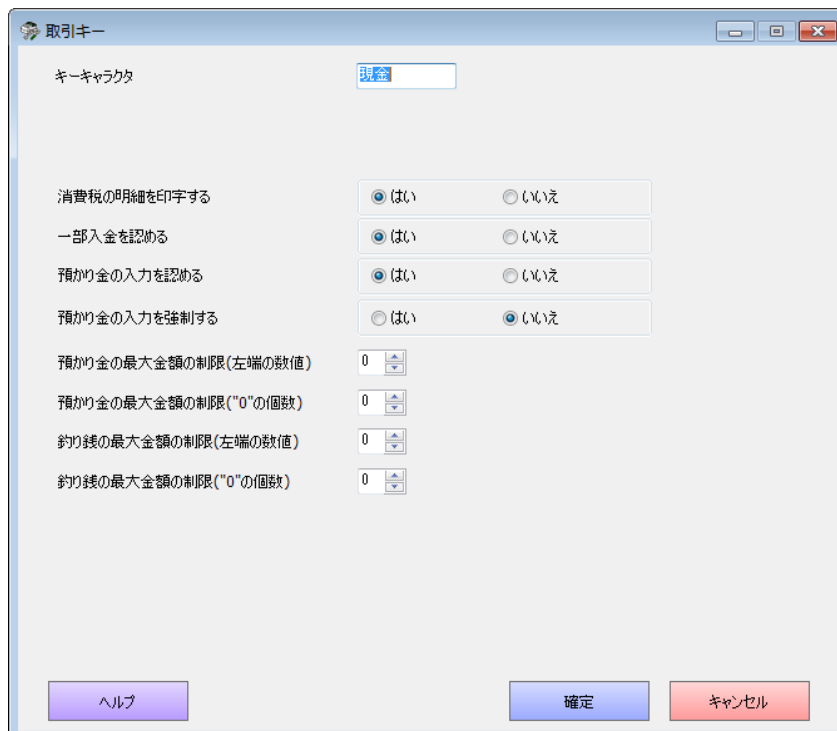 取引キー
キーキャラクタ 現金
消費税の明細を印字する はい いいえ
一部入金を認める はい いいえ
預かり金の入力を認める はい いいえ
預かり金の入力を強制する はい いいえ
預かり金の最大金額の制限(左端の数値) 0
預かり金の最大金額の制限("0"の個数) 0
釣り銭の最大金額の制限(左端の数値) 0
釣り銭の最大金額の制限("0"の個数) 0
ヘルプ 確定 キャンセル